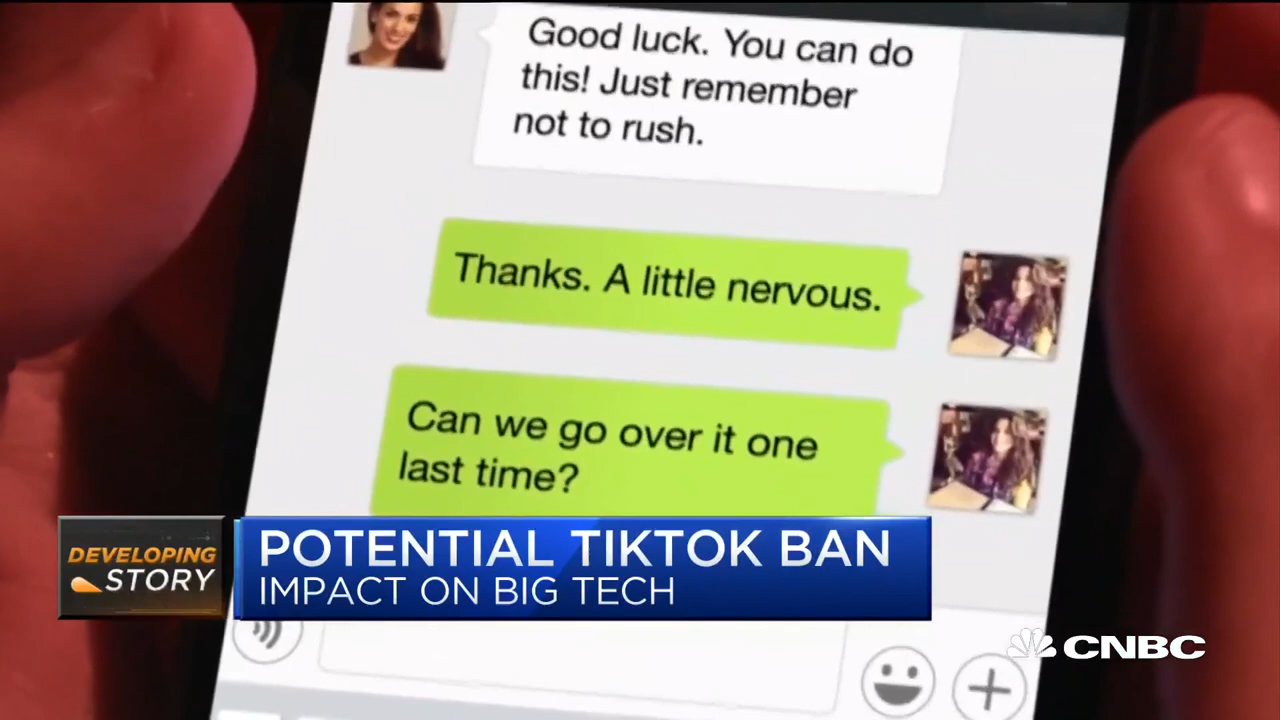 Good luck. You can do
this! Just remember
not to rush.
Thanks. A little nervous.
Can we go over it one
last time?
DEVELOPING
STORY
POTENTIAL TIKTOK BAN
IMPACT ON BIG TECH
CNBC